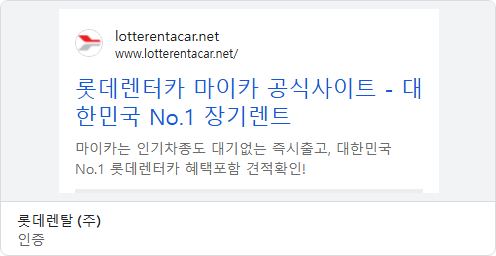 lotterentacar.net
www.lotterentacar.net/
롯데렌터카 마이카 공식사이트 - 대
한민국 No.1 장기렌트
마이카는 인기차종도 대기없는 즉시출고, 대한민국
No.1 롯데렌터카 혜택포함 견적확인!
롯데렌탈 (주)
인증